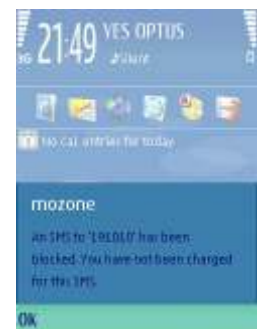 21:49 YES OPTUS
3G
No cal. entries for today
mozone
An SMS to '191010' has been
blocked. You have not been charged
for this SMS
OK